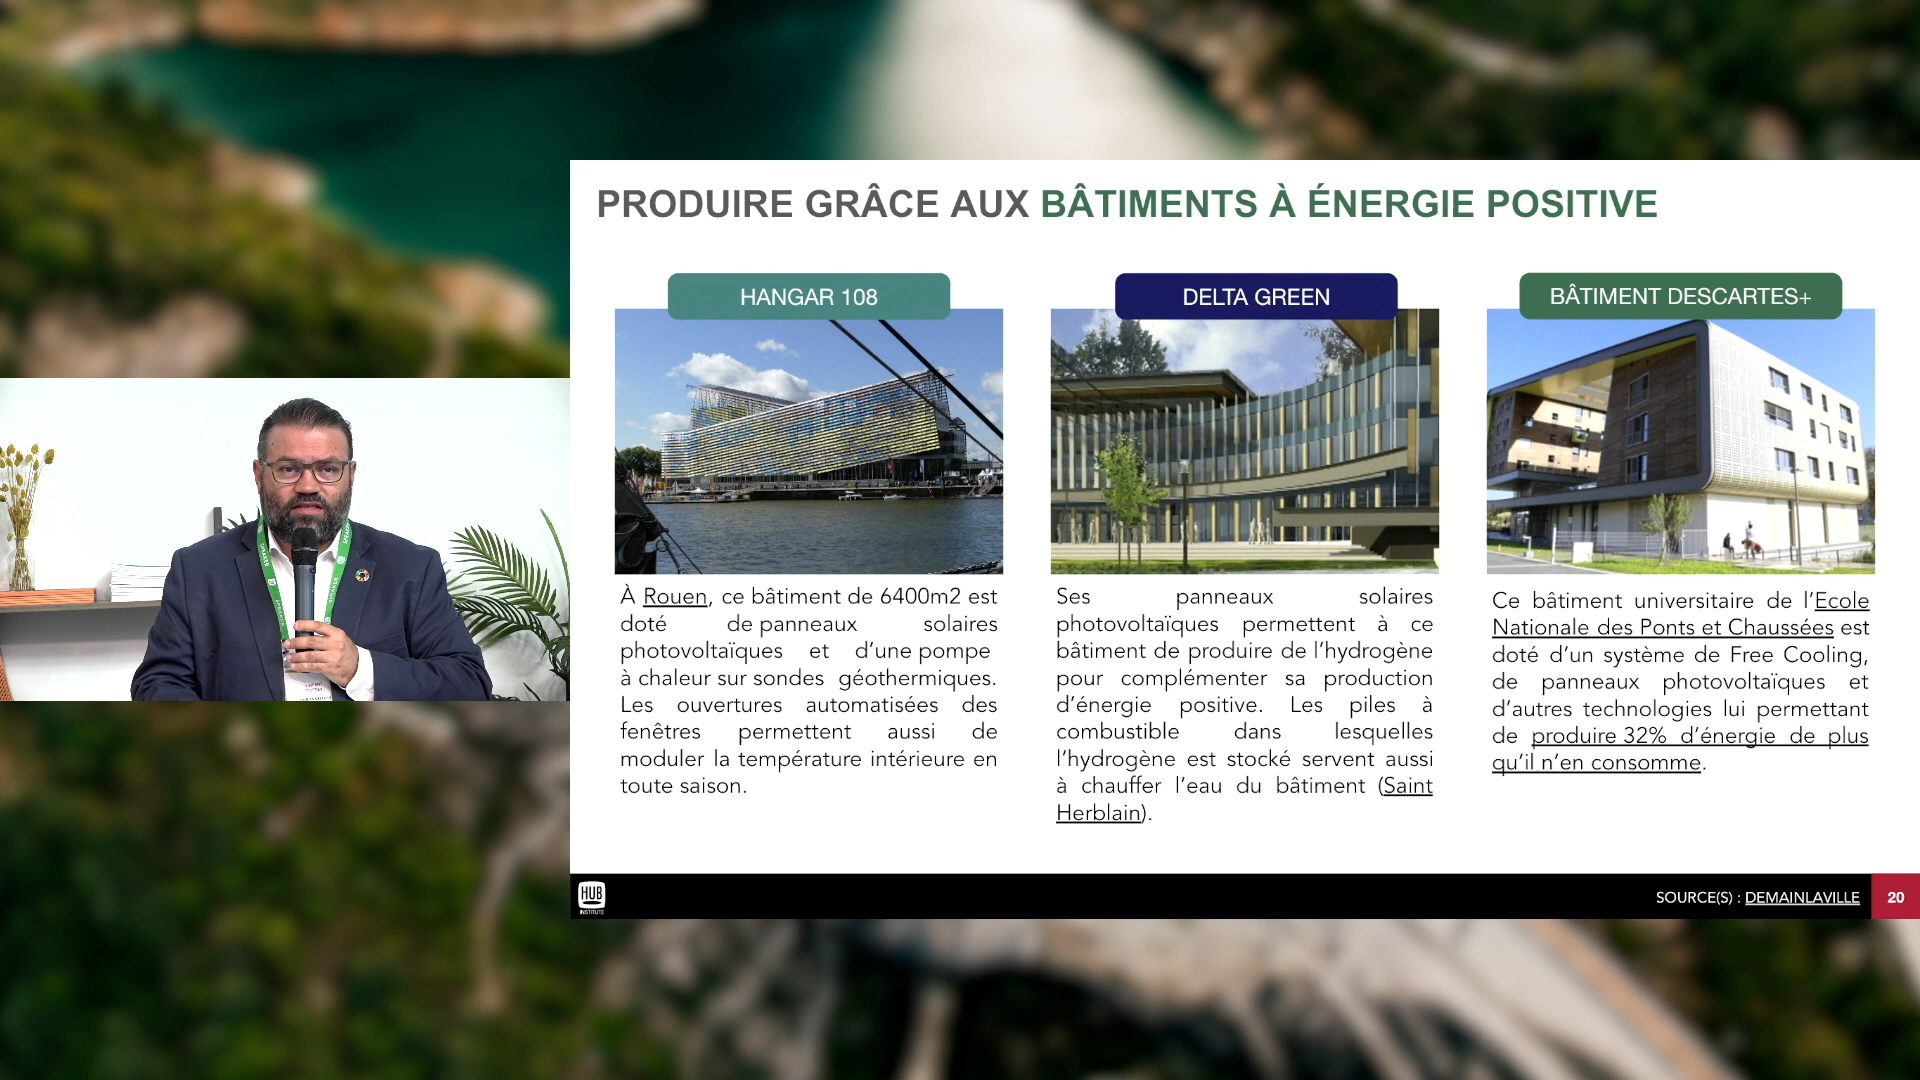 PRODUIRE GRÂCE AUX BÂTIMENTS À ÉNERGIE POSITIVE
HANGAR 108
À Rouen, ce bâtiment de 6400m2 est
doté de panneaux solaires
photovoltaïques et d’une pompe
à chaleur sur sondes géothermiques.
Les ouvertures automatisées des
fenêtres permettent aussi de
moduler la température intérieure en
toute saison.
DELTA GREEN
Ses panneaux solaires
photovoltaïques permettent à ce
bâtiment de produire de l’hydrogène
pour complémenter sa production
d’énergie positive. Les piles à
combustible dans lesquelles
l’hydrogène est stocké servent aussi
à chauffer l’eau du bâtiment (Saint
Herblain).
BÂTIMENT DESCARTES+
Ce bâtiment universitaire de l’Ecole
Nationale des Ponts et Chaussées est
doté d’un système de Free Cooling,
de panneaux photovoltaïques et
d’autres technologies lui permettant
de produire 32% d’énergie de plus
qu’il n’en consomme.
SPEAKER
SPEAKER
HUB
INSTITUTE
SOURCE(S) : DEMAINLAVILLE
20